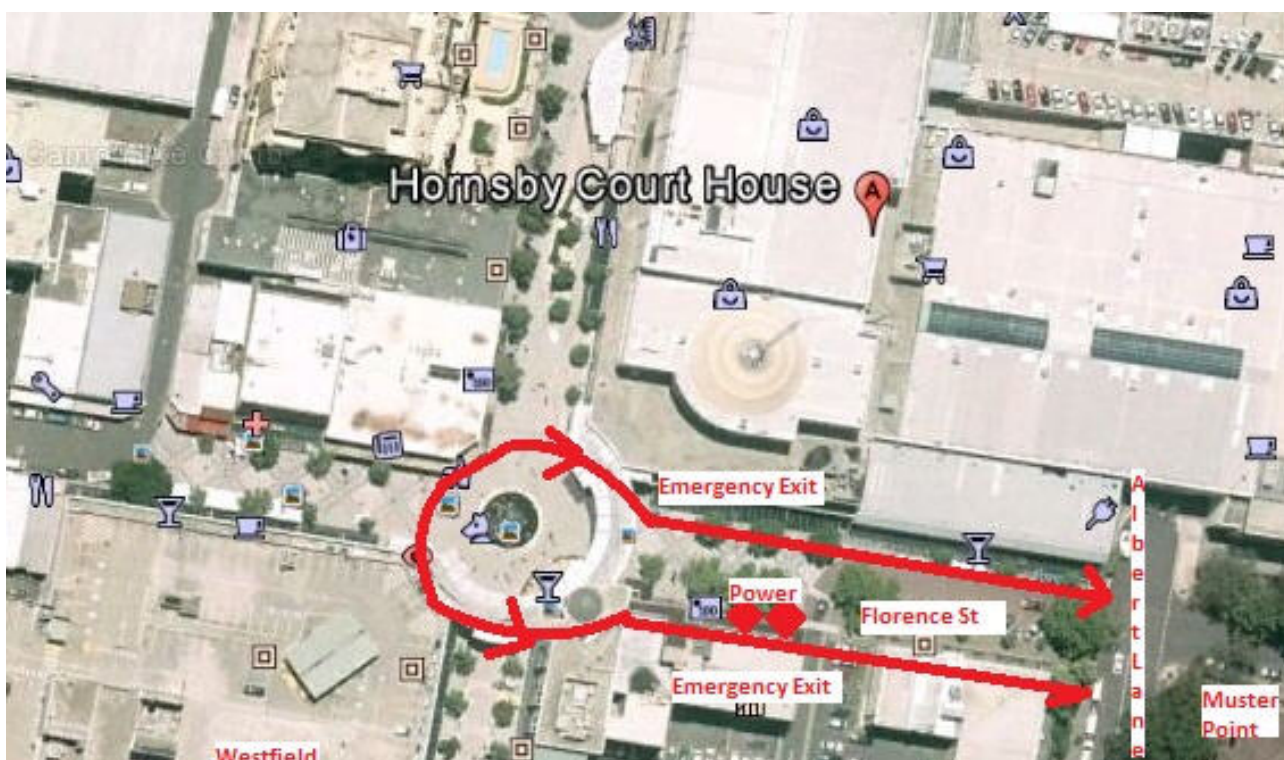 Hornsby Court House
A
Emergency Exit
Power
Florence St
Emergency Exit
Albert Lane
Muster
Point
Westfield